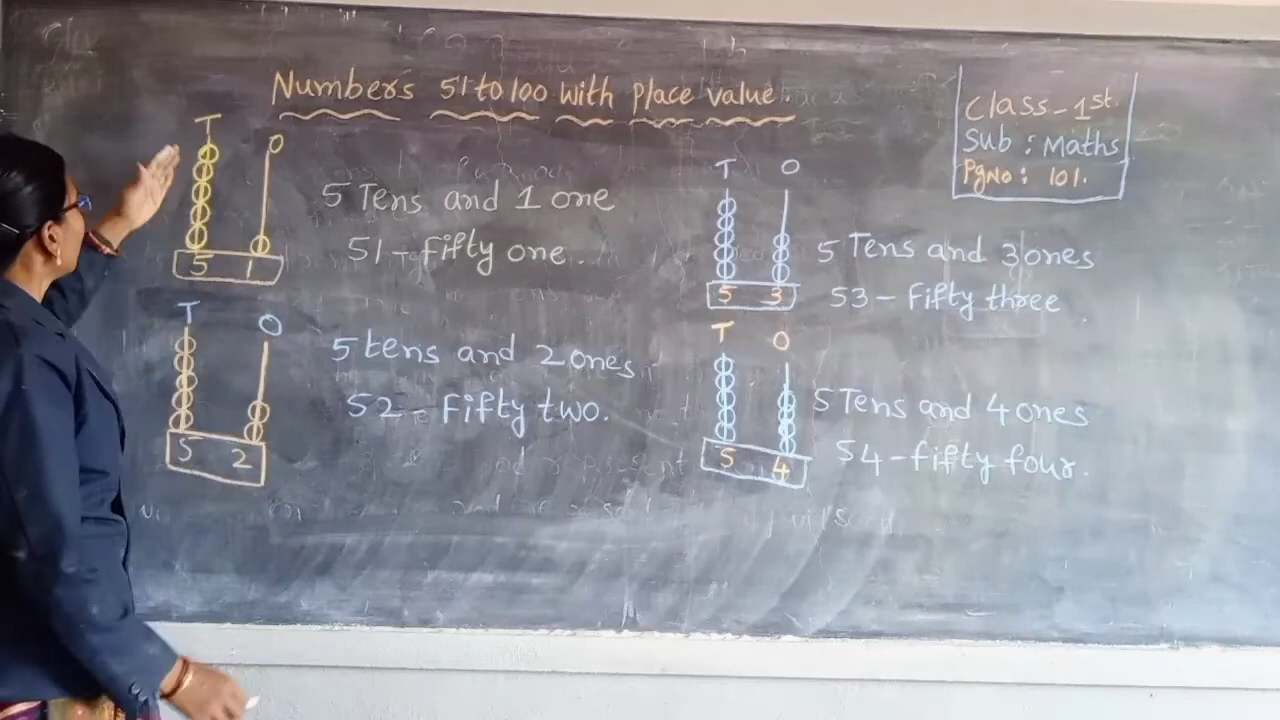 Numbers 51 to 100 with place value.
Class - 1st.
Sub : Maths
Pg No : 101.
T O
5 Tens and 1 one
51 - fifty one.
5 1
T O
5 tens and 2 ones
52 - Fifty two.
5 2
T O
5 Tens and 3 ones
53 - Fifty three
5 3
T O
5 Tens and 4 ones
54 - fifty four.
5 4